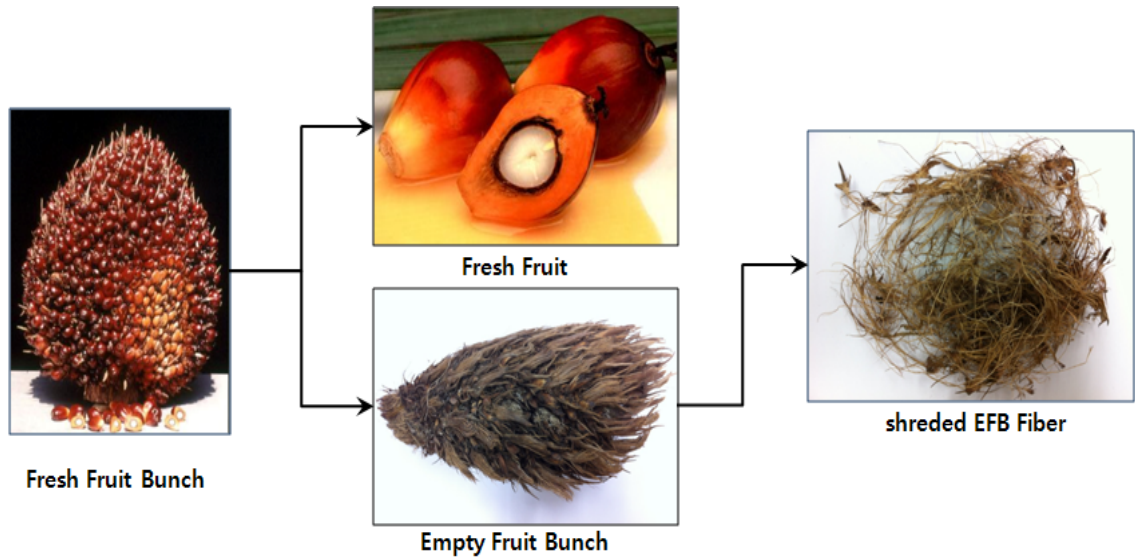 Fresh Fruit
Fresh Fruit Bunch
Empty Fruit Bunch
shreded EFB Fiber